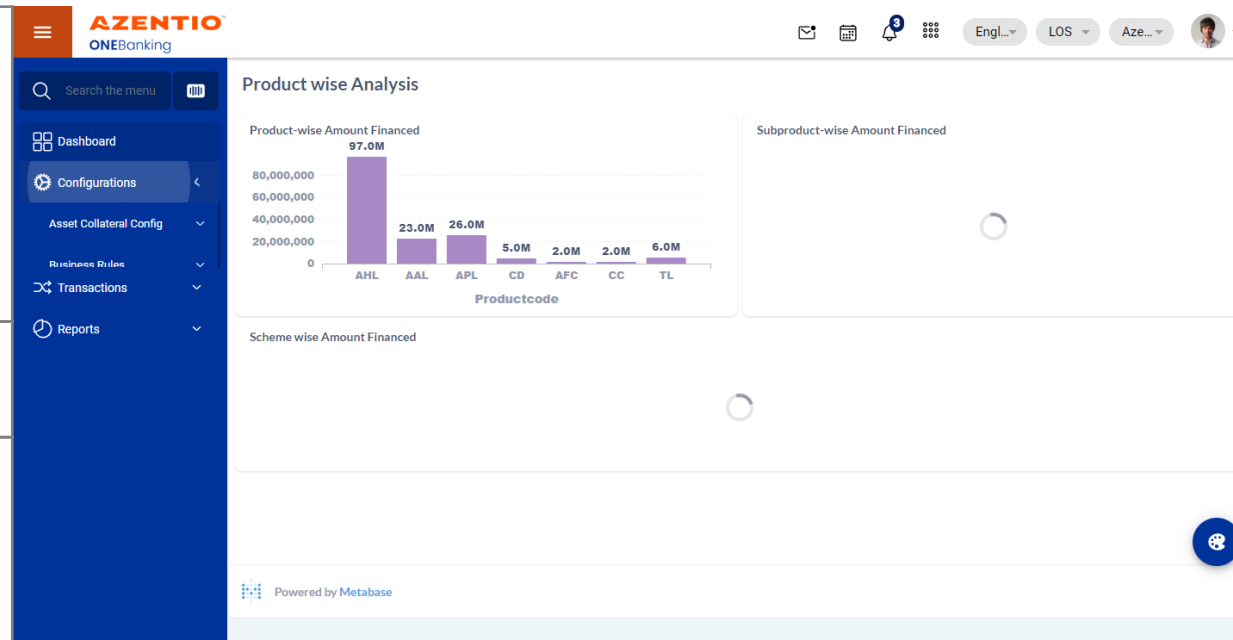 AZENTIO
ONEBanking
3
Engl...
LOS
Aze...
Search the menu
Dashboard
Configurations
Asset Collateral Config
Business Rules
Transactions
Reports
Product wise Analysis
Product-wise Amount Financed
97.0M
80,000,000
60,000,000
40,000,000
20,000,000
0
23.0M
26.0M
5.0M
2.0M
2.0M
6.0M
AHL AAL APL CD AFC CC TL
Productcode
Subproduct-wise Amount Financed
Scheme wise Amount Financed
Powered by Metabase